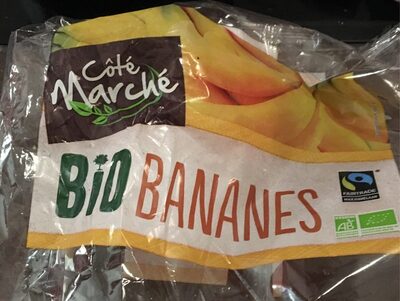 Côté
Marché
BIO BANANES
FAIRTRADE
AB